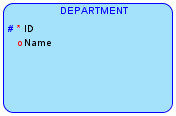 DEPARTMENT
# * ID
o Name